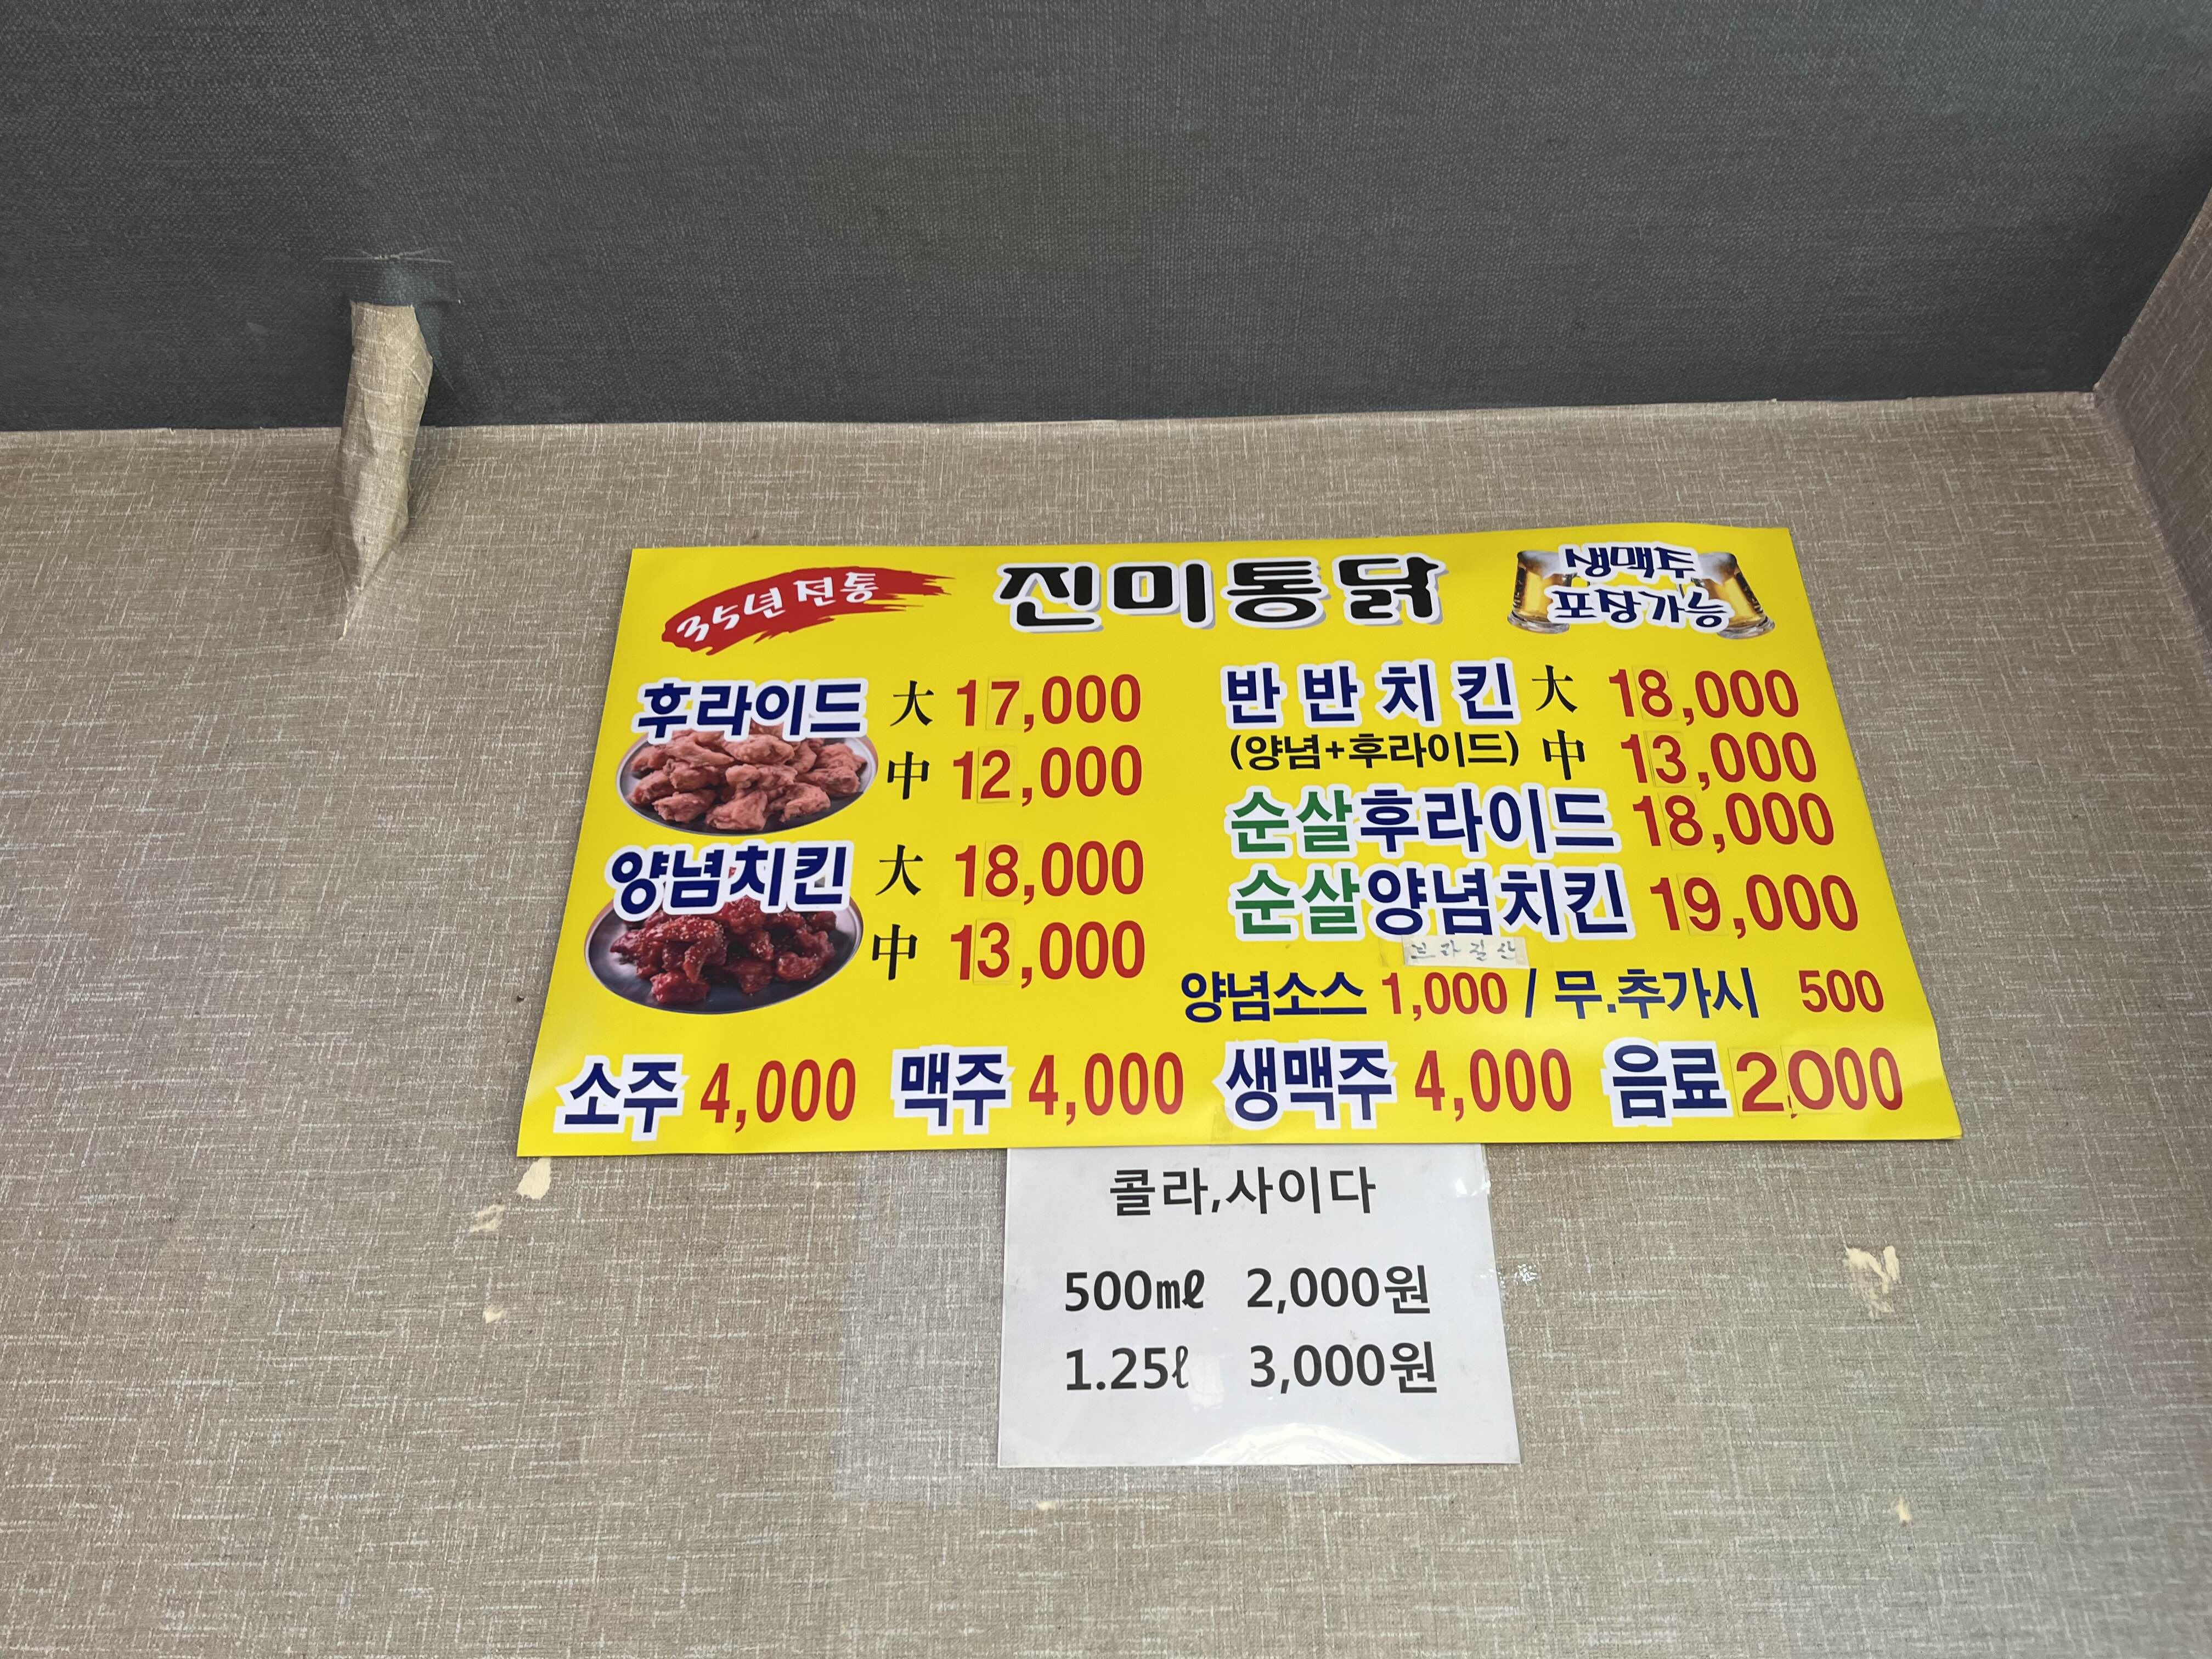 35년 전통
진미통닭
생맥주
포장가능
후라이드 大 17,000
中 12,000
양념치킨 大 18,000
中 13,000
반반치킨 大 18,000
(양념+후라이드) 中 13,000
순살후라이드 18,000
순살양념치킨 19,000
브라질산
양념소스 1,000 / 무.추가시 500
소주 4,000 맥주 4,000 생맥주 4,000 음료 2,000
콜라,사이다
500㎖ 2,000원
1.25ℓ 3,000원